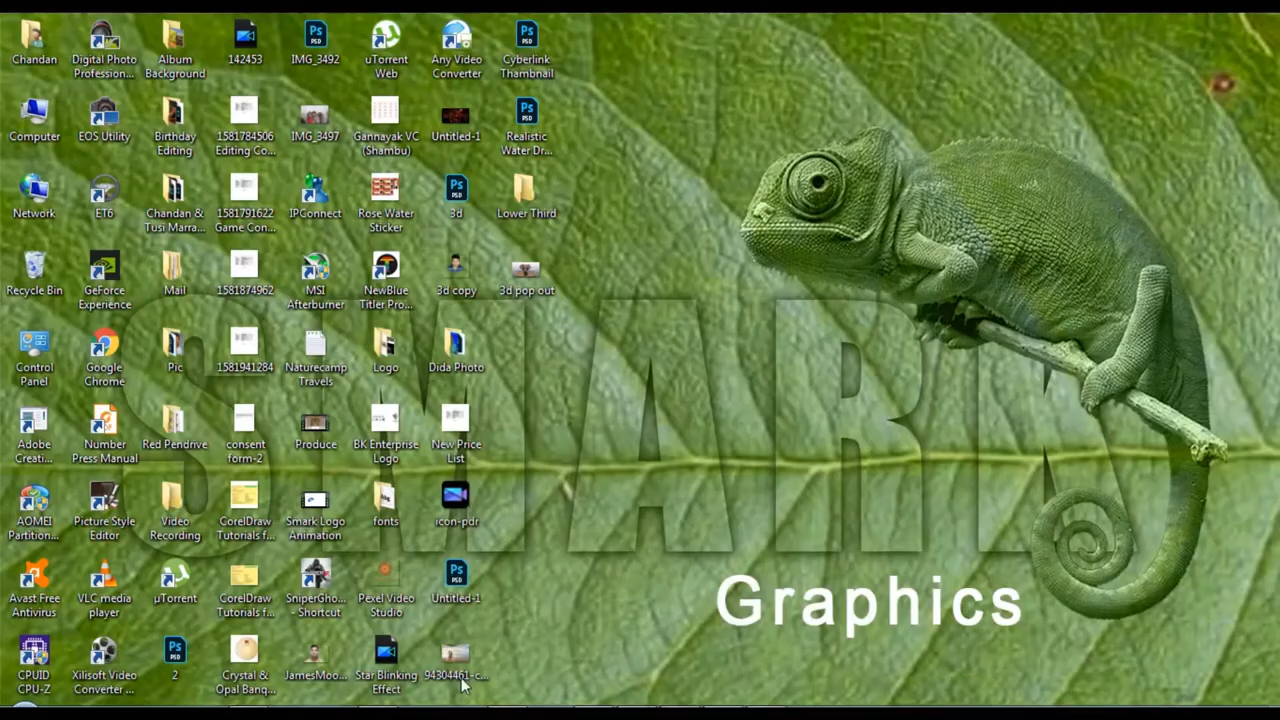 Chandan
Digital Photo
Profession...
Album
Background
142453
IMG_3492
uTorrent
Web
Any Video
Converter
Cyberlink
Thambnail
Computer
EOS Utility
Birthday
Editing
1581784506
Editing Co...
IMG_3497
Gannayak VC
(Shambu)
Untitled-1
Realistic
Water Dr...
Network
ET6
Chandan &
Tusi Marra...
1581791622
Game Con...
IPConnect
Rose Water
Sticker
3d
Lower Third
Recycle Bin
GeForce
Experience
Mail
1581874962
MSI
Afterburner
NewBlue
Titler Pro...
3d copy
3d pop out
Control
Panel
Google
Chrome
Pic
1581941284
Naturecamp
Travels
Logo
Dida Photo
Adobe
Creati...
Number
Press Manual
Red Pendrive
consent
form-2
Produce
BK Enterprise
Logo
New Price
List
AOMEI
Partition...
Picture Style
Editor
Video
Recording
CorelDraw
Tutorials f...
Smark Logo
Animation
fonts
icon-pdr
Avast Free
Antivirus
VLC media
player
µTorrent
CorelDraw
Tutorials f...
SniperGho...
- Shortcut
Pexel Video
Studio
Untitled-1
CPUID
CPU-Z
Xilisoft Video
Converter ...
2
Crystal &
Opal Banq...
JamesMoo...
Star Blinking
Effect
94304461-c...
SMARK
Graphics